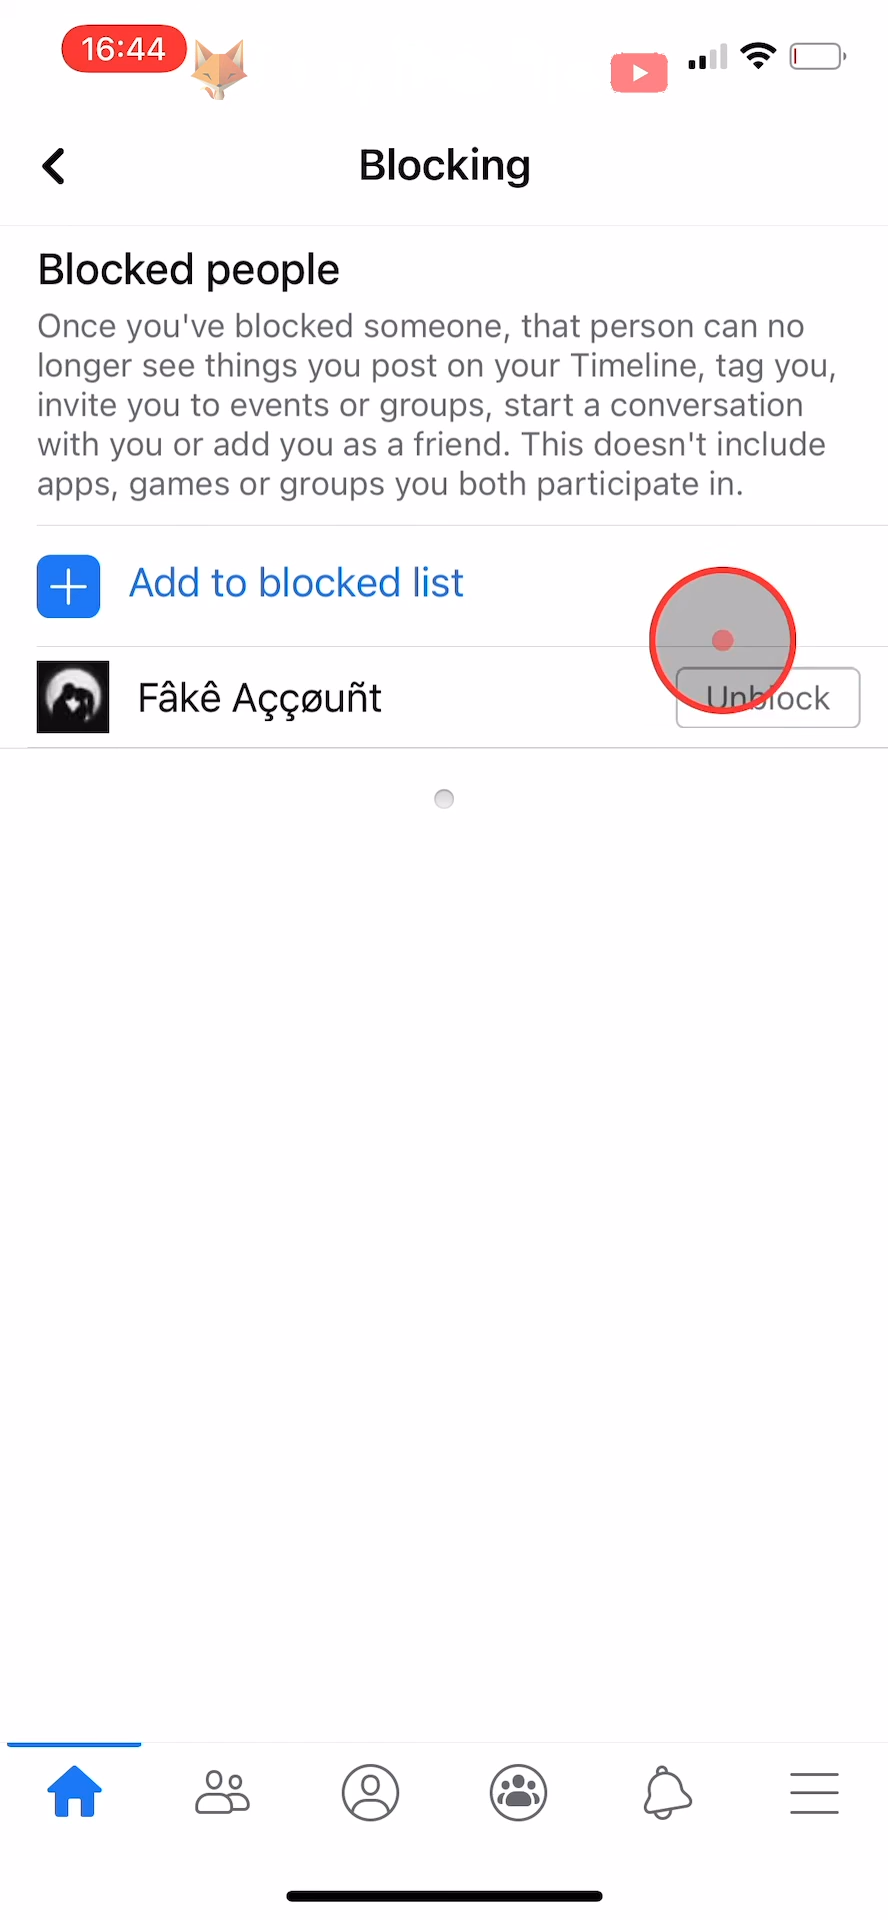 16:44
Blocking
Blocked people
Once you've blocked someone, that person can no
longer see things you post on your Timeline, tag you,
invite you to events or groups, start a conversation
with you or add you as a friend. This doesn't include
apps, games or groups you both participate in.
Add to blocked list
Fâkê Aççøuñt
Unblock